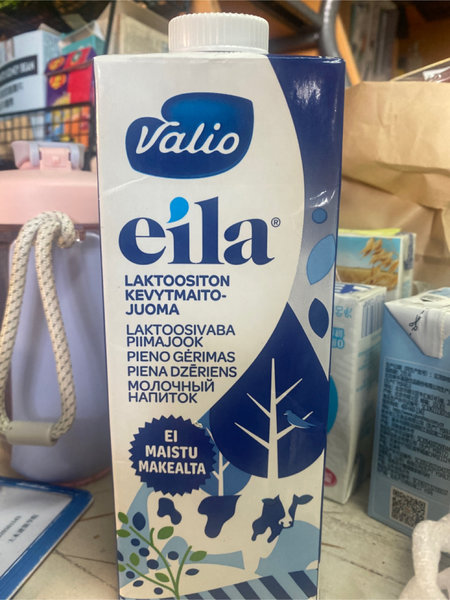 Valio
eila®
LAKTOOSITON
KEVYTMAITO-
JUOMA
LAKTOOSIVABA
PIIMAJOOK
PIENO GĖRIMAS
PIENA DZĒRIENS
МОЛОЧНЫЙ
НАПИТОК
EI
MAISTU
MAKEALTA